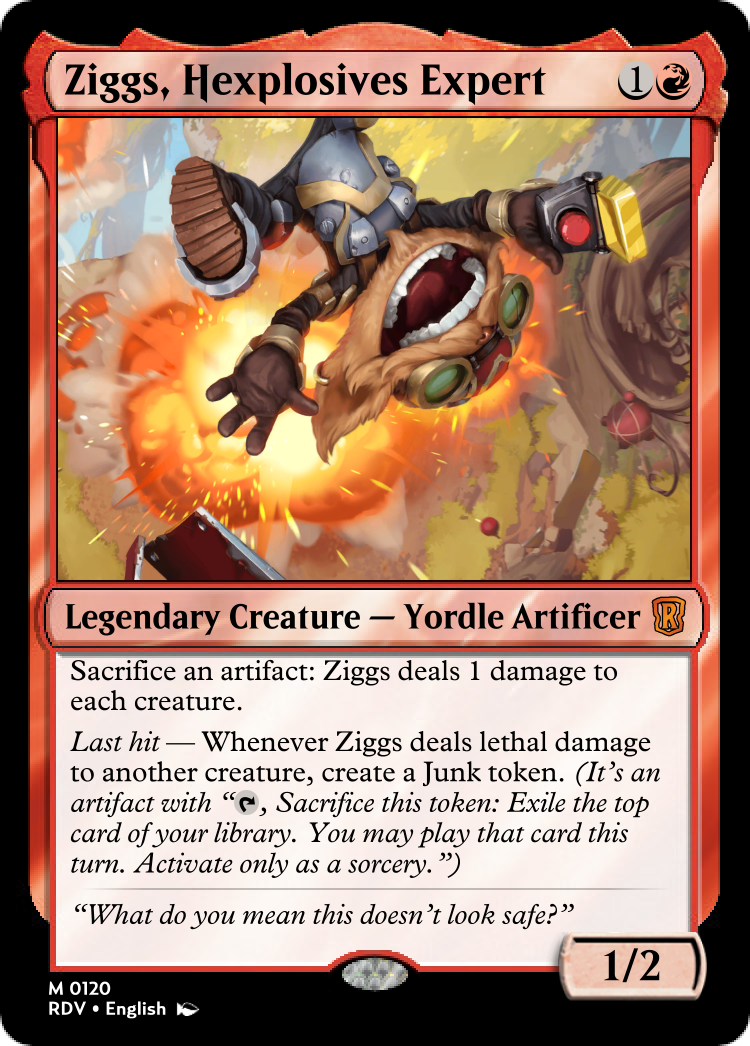 Ziggs, Hexplosives Expert 1
Legendary Creature — Yordle Artificer R
Sacrifice an artifact: Ziggs deals 1 damage to
each creature.
Last hit — Whenever Ziggs deals lethal damage
to another creature, create a Junk token. (It's an
artifact with “, Sacrifice this token: Exile the top
card of your library. You may play that card this
turn. Activate only as a sorcery.”)
“What do you mean this doesn't look safe?”
1/2
M 0120
RDV • English